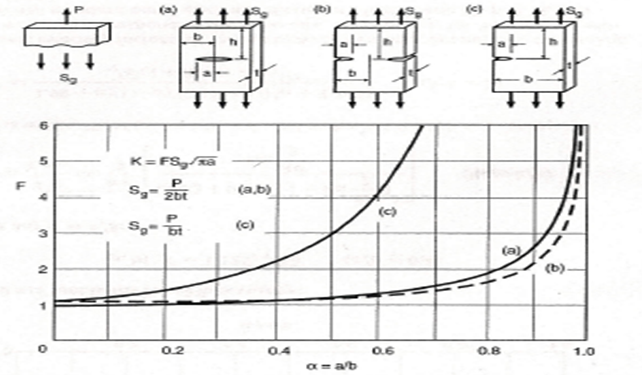 P (a) S_g (b) S_g (c) S_g
b h a h h
a t b t b t
S_g
6
5
F
4
3
2
1
0
K = FS_g√πa
S_g = P/2bt (a,b)
S_g = P/bt (c)
(c)
(a)
(b)
0.2 0.4 0.6 0.8 1.0
α = a/b